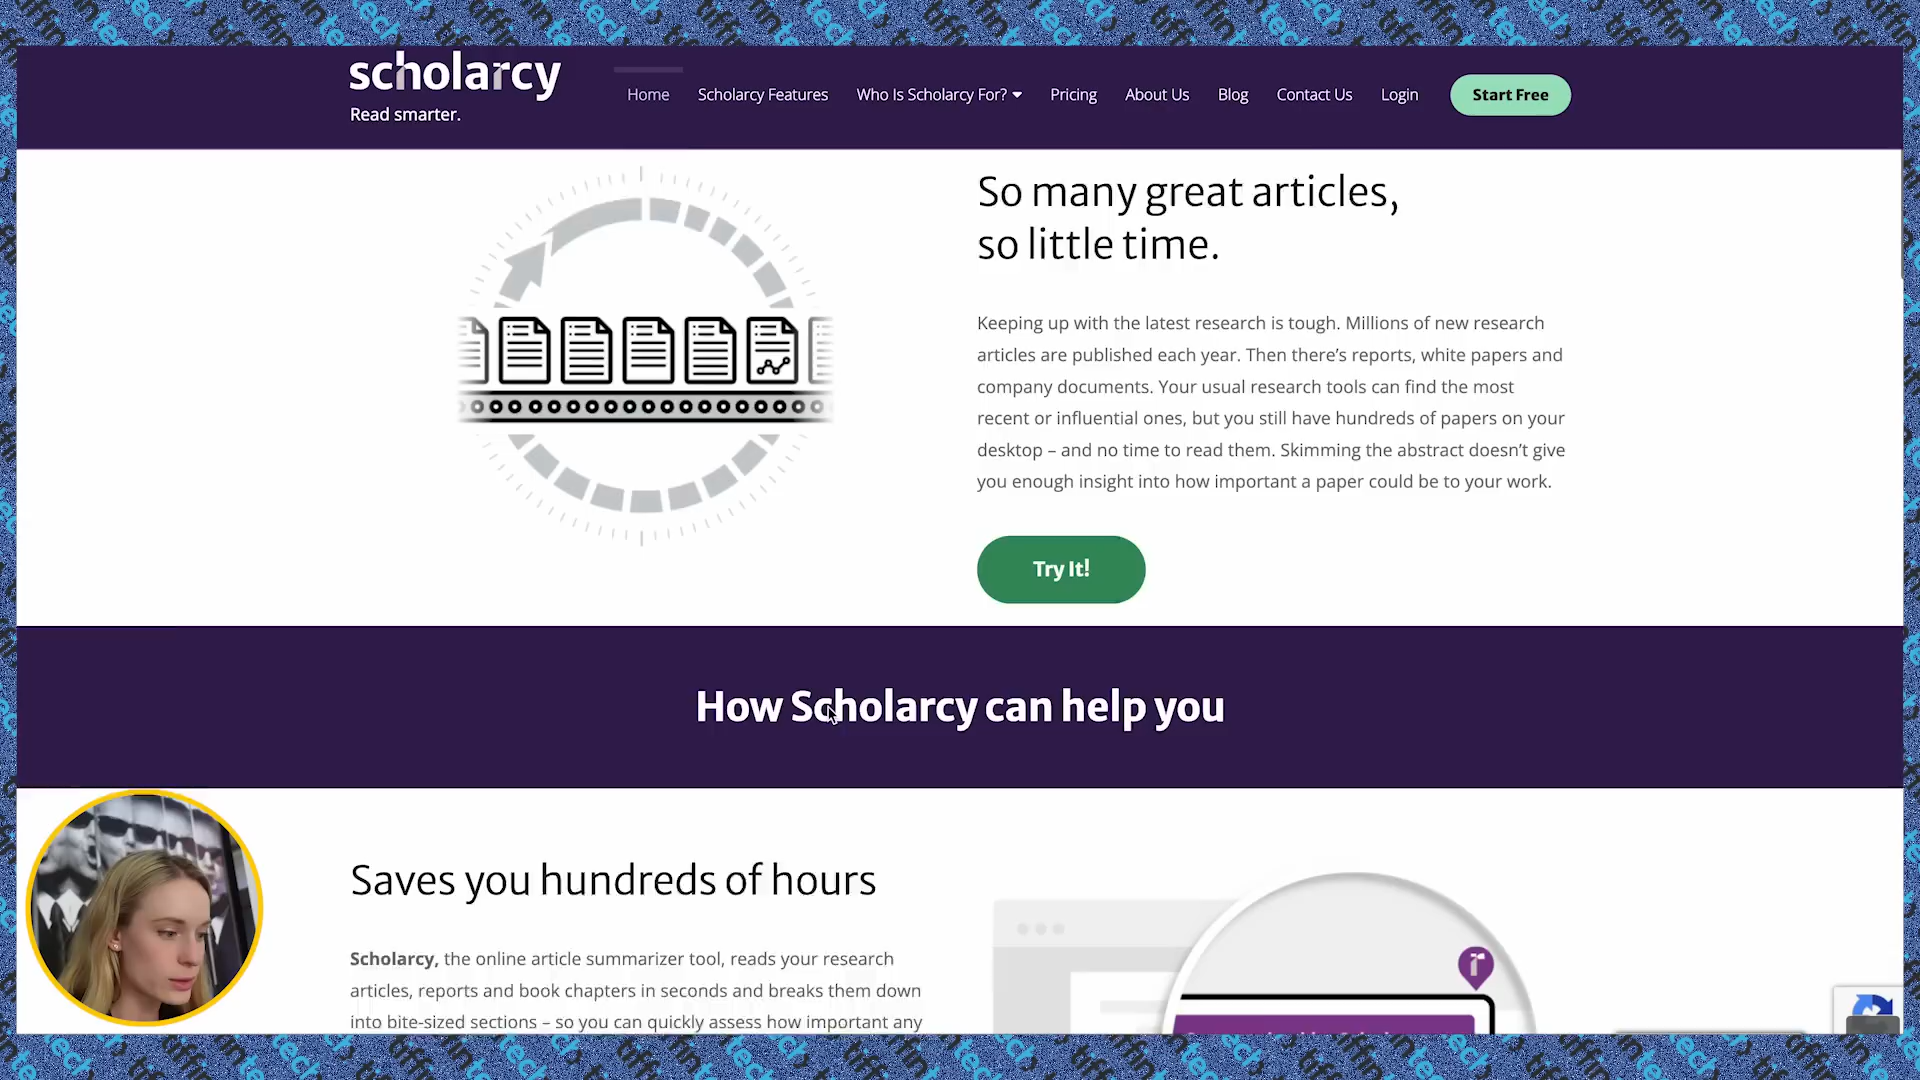 scholarcy
Read smarter.
Home
Scholarcy Features
Who Is Scholarcy For?
Pricing
About Us
Blog
Contact Us
Login
Start Free
So many great articles,
so little time.
Keeping up with the latest research is tough. Millions of new research
articles are published each year. Then there’s reports, white papers and
company documents. Your usual research tools can find the most
recent or influential ones, but you still have hundreds of papers on your
desktop – and no time to read them. Skimming the abstract doesn’t give
you enough insight into how important a paper could be to your work.
Try It!
How Scholarcy can help you
Saves you hundreds of hours
Scholarcy, the online article summarizer tool, reads your research
articles, reports and book chapters in seconds and breaks them down
into bite-sized sections – so you can quickly assess how important any